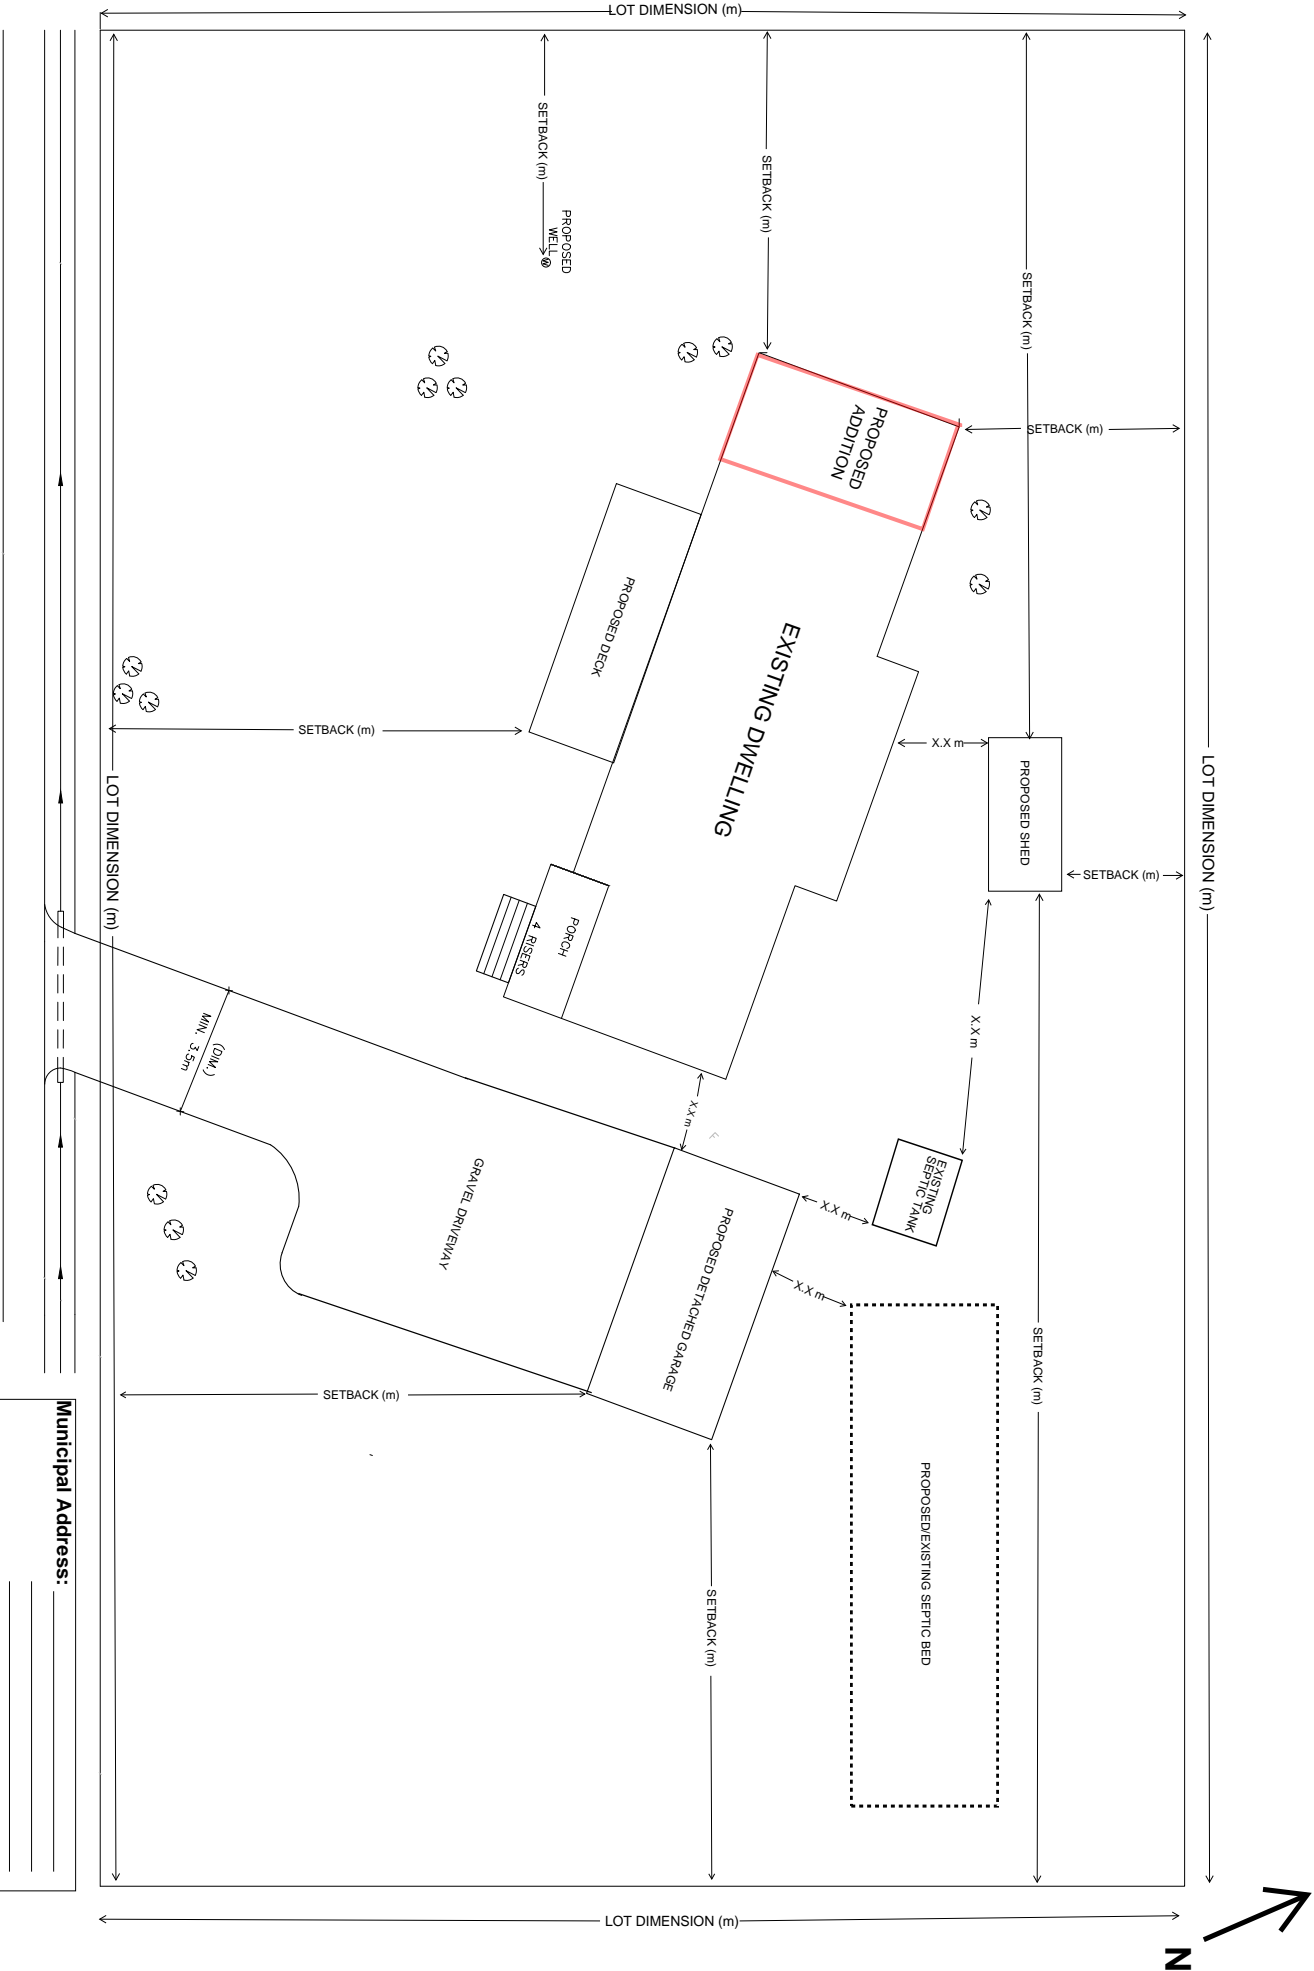 LOT DIMENSION (m)
SETBACK (m)
SETBACK (m)
SETBACK (m)
PROPOSED
WELL
W
PROPOSED
ADDITION
SETBACK (m)
PROPOSED DECK
EXISTING DWELLING
SETBACK (m)
X.X m
PROPOSED SHED
SETBACK (m)
LOT DIMENSION (m)
LOT DIMENSION (m)
PORCH
4 RISERS
(DIM.)
MIN. 3.5m
X.X m
X.X m
F
EXISTING
SEPTIC TANK
X.X m
X.X m
GRAVEL DRIVEWAY
PROPOSED DETACHED GARAGE
SETBACK (m)
SETBACK (m)
PROPOSED/EXISTING SEPTIC BED
SETBACK (m)
Municipal Address:
LOT DIMENSION (m)
N